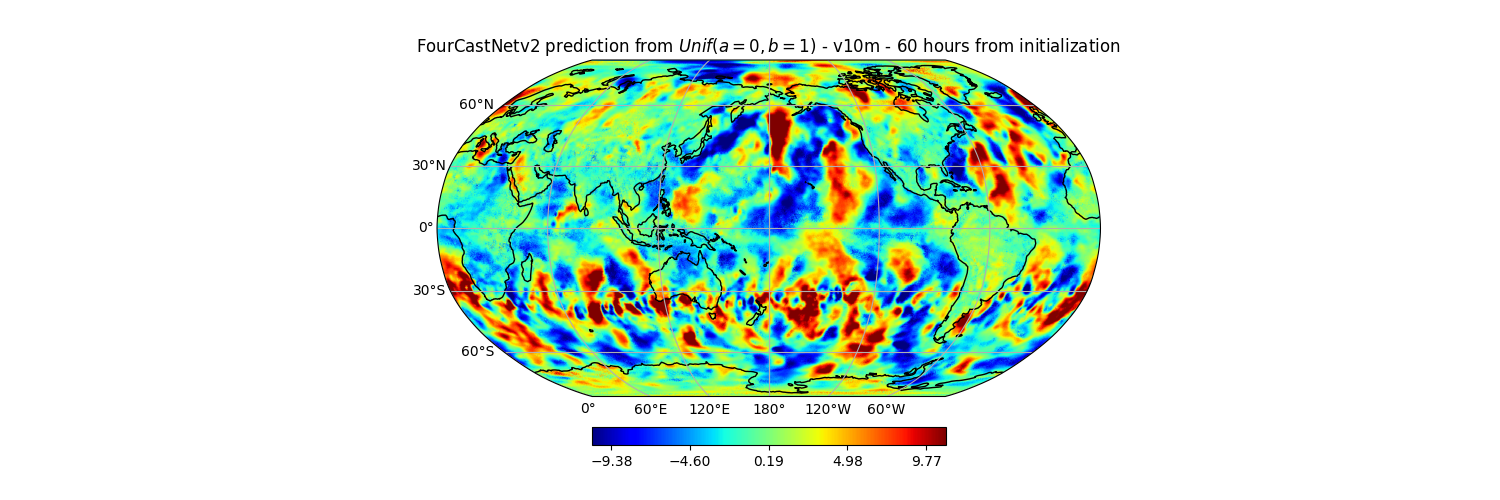 FourCastNetv2 prediction from Unif(a = 0, b = 1) - v10m - 60 hours from initialization
60°N
30°N
0°
30°S
60°S
0° 60°E 120°E 180° 120°W 60°W
−9.38 −4.60 0.19 4.98 9.77